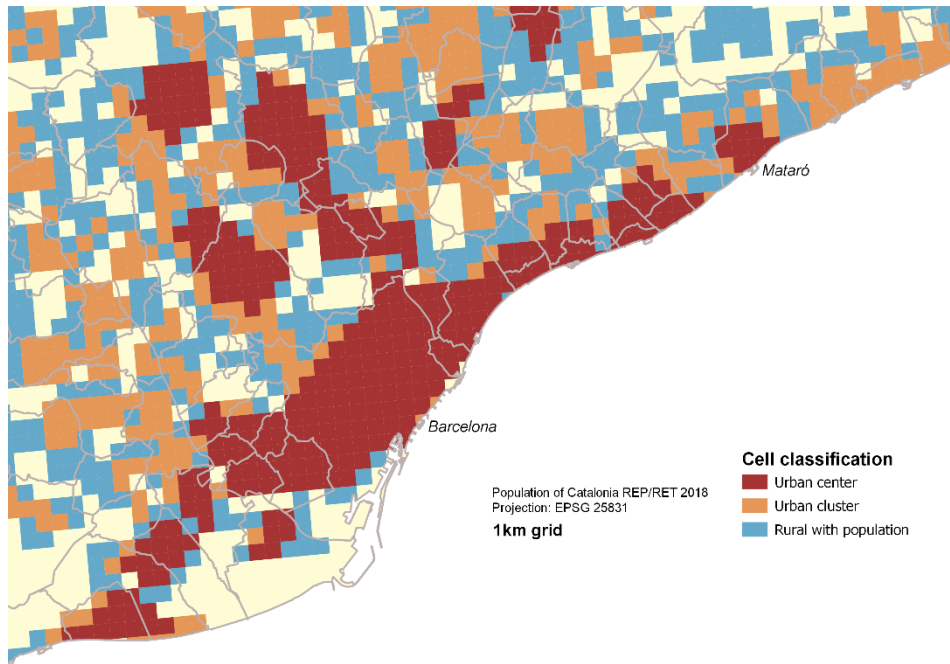 Mataró
Barcelona
Population of Catalonia REP/RET 2018
Projection: EPSG 25831
1km grid
Cell classification
Urban center
Urban cluster
Rural with population